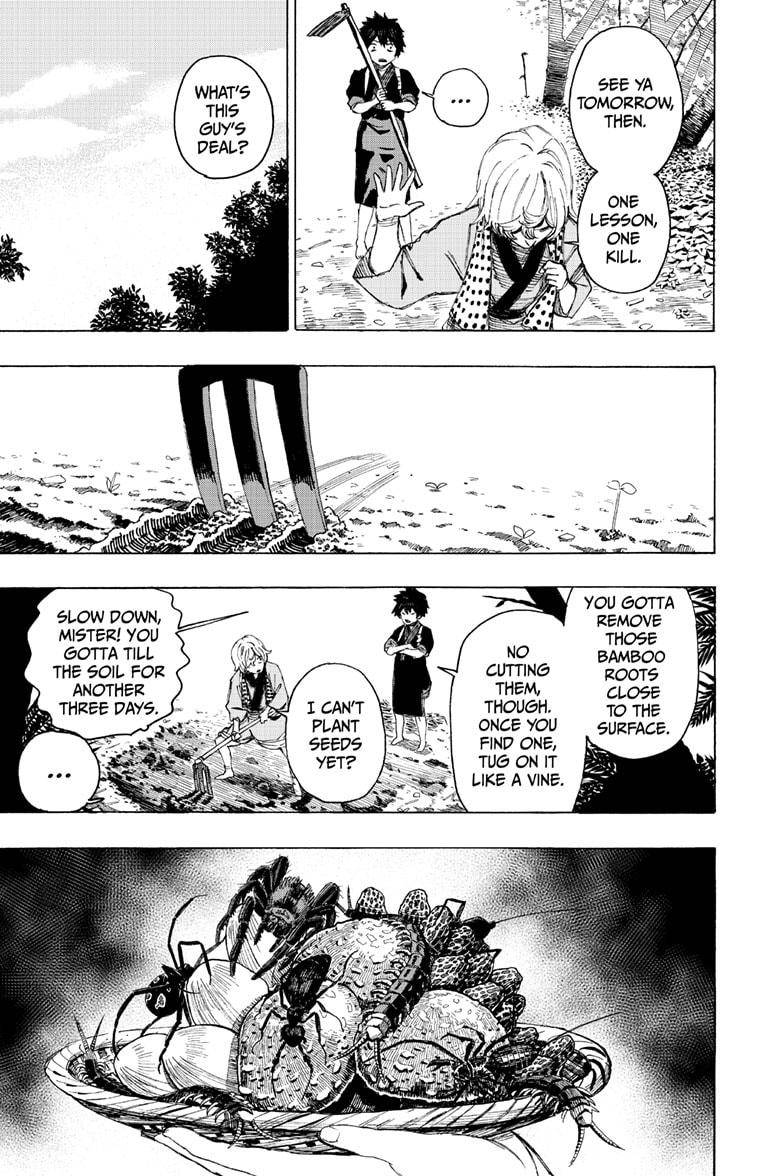 SEE YA
TOMORROW,
THEN.
ONE
LESSON,
ONE
KILL.
...
WHAT'S
THIS
GUY'S
DEAL?
YOU GOTTA
REMOVE
THOSE
BAMBOO
ROOTS
CLOSE
TO THE
SURFACE.
NO
CUTTING
THEM,
THOUGH.
ONCE YOU
FIND ONE,
TUG ON IT
LIKE A VINE.
I CAN'T
PLANT
SEEDS
YET?
SLOW DOWN,
MISTER! YOU
GOTTA TILL
THE SOIL FOR
ANOTHER
THREE DAYS.
...